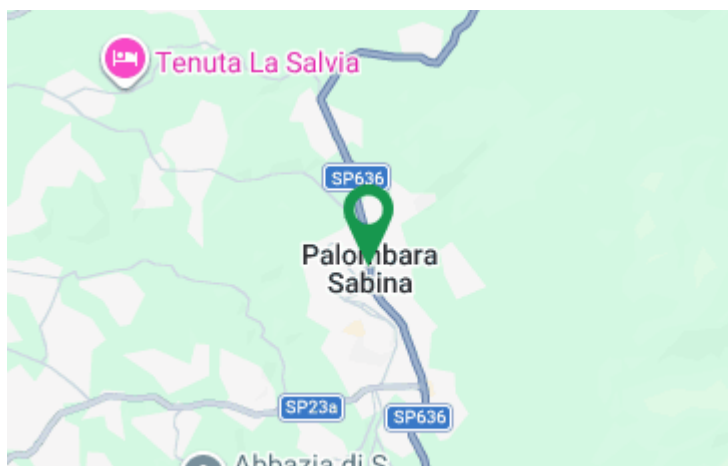 Tenuta La Salvia
SP636
Palombara
Sabina
SP23a
SP636
Abbazia di S